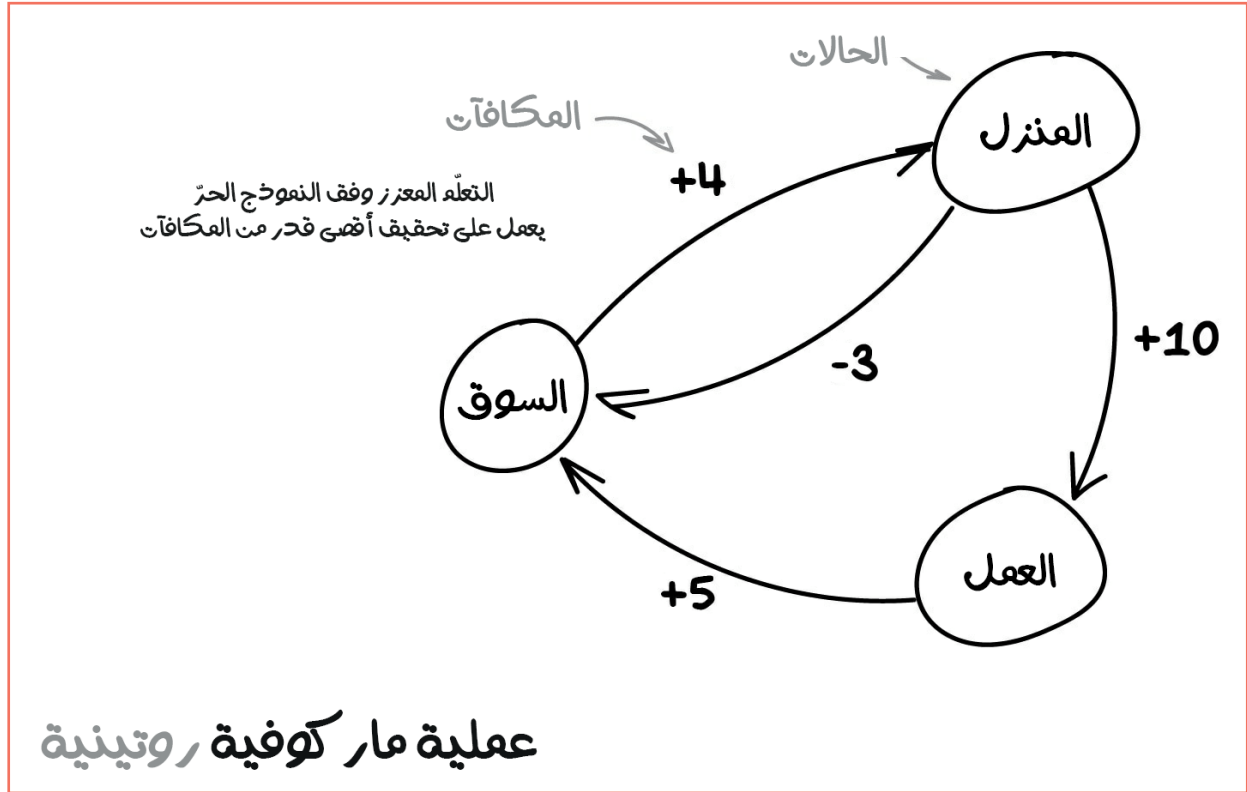 الحالات
المنزل
المكافآت
+4
التعلّم المعزز وفق النموذج الحرّ
يعمل على تحقيق أقصى قدر من المكافآت
-3
+10
السوق
العمل
+5
عملية ماركوفية روتينية